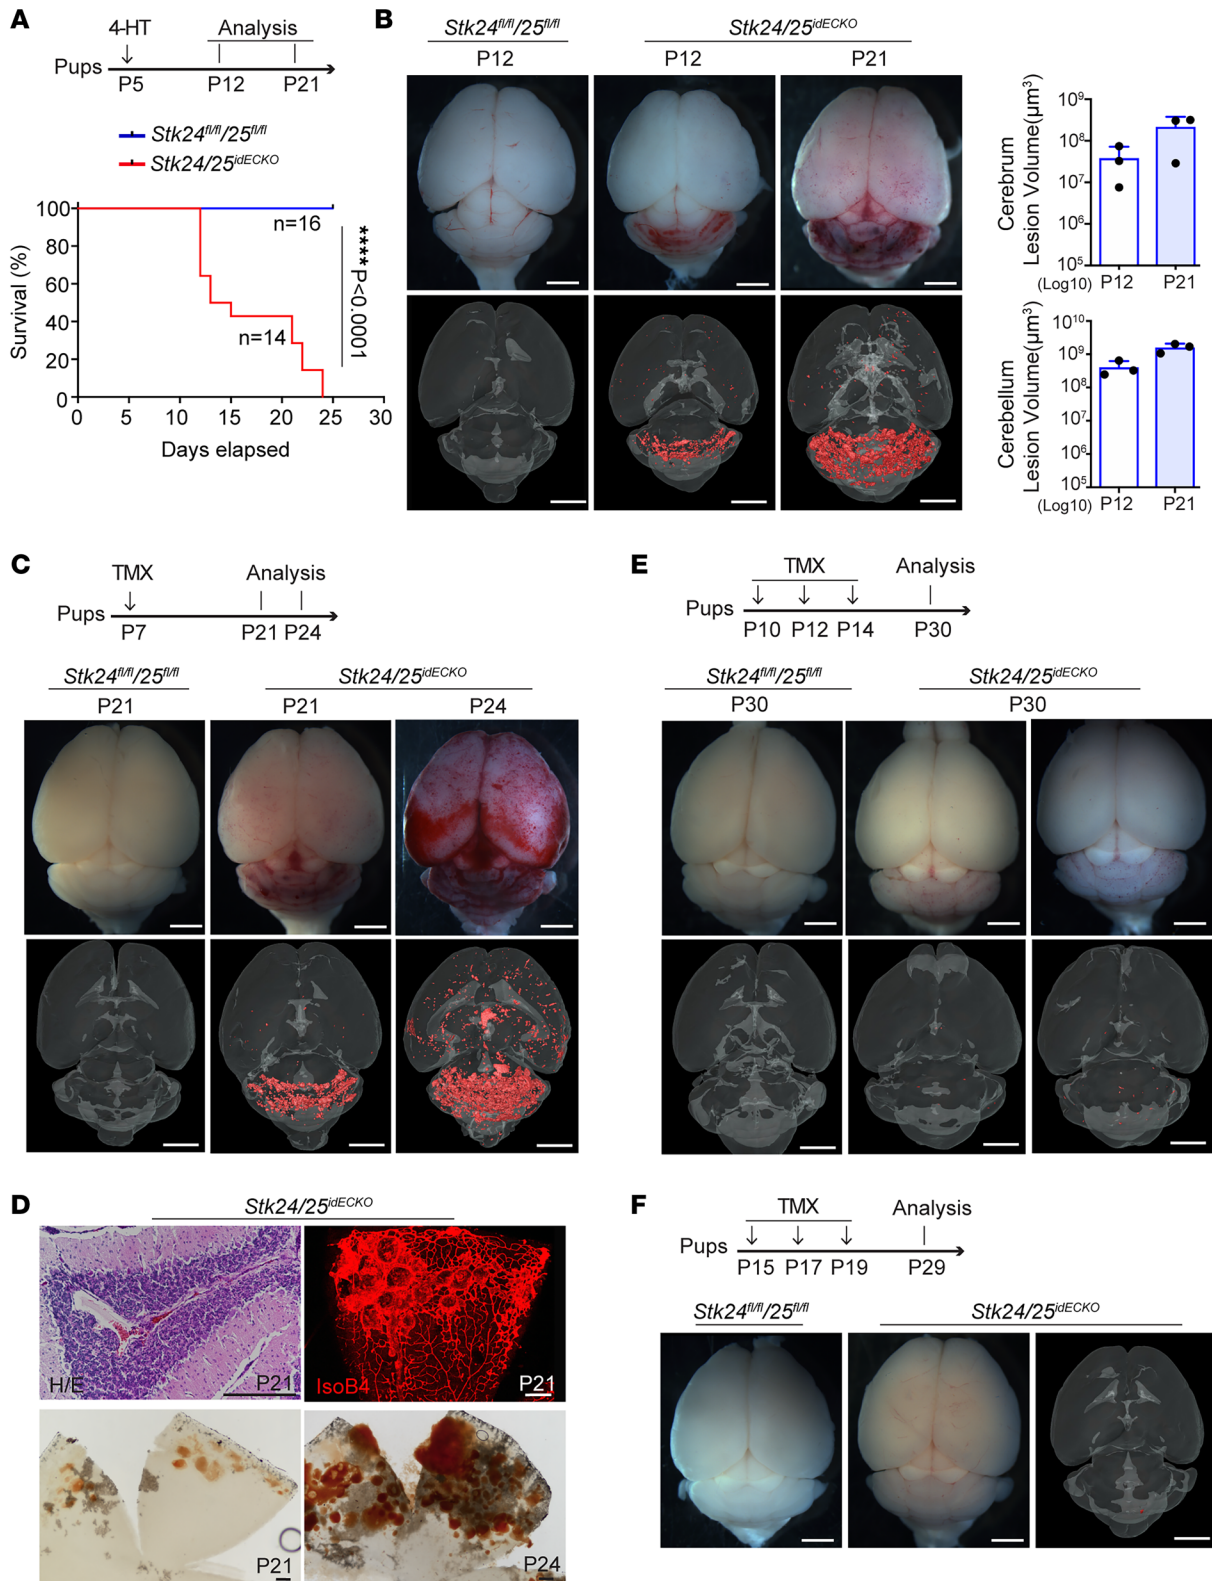 A
4-HT
Analysis
Pups
P5
P12
P21
Stk24fl/fl/25fl/fl
Stk24/25idECKO
Survival (%)
100
80
60
40
20
0
n=16
n=14
****P<0.0001
0
5
10
15
20
25
30
Days elapsed
B
Stk24fl/fl/25fl/fl
Stk24/25idECKO
P12
P12
P21
Cerebrum
Lesion Volume(μm³)
10⁹
10⁸
10⁷
10⁶
10⁵
(Log10)
P12
P21
Cerebellum
Lesion Volume(μm³)
10¹⁰
10⁹
10⁸
10⁷
10⁶
10⁵
(Log10)
P12
P21
C
TMX
Analysis
Pups
P7
P21
P24
Stk24fl/fl/25fl/fl
Stk24/25idECKO
P21
P21
P24
E
TMX
Analysis
Pups
P10
P12
P14
P30
Stk24fl/fl/25fl/fl
Stk24/25idECKO
P30
P30
D
Stk24/25idECKO
H/E
P21
IsoB4
P21
P21
P24
F
TMX
Analysis
Pups
P15
P17
P19
P29
Stk24fl/fl/25fl/fl
Stk24/25idECKO